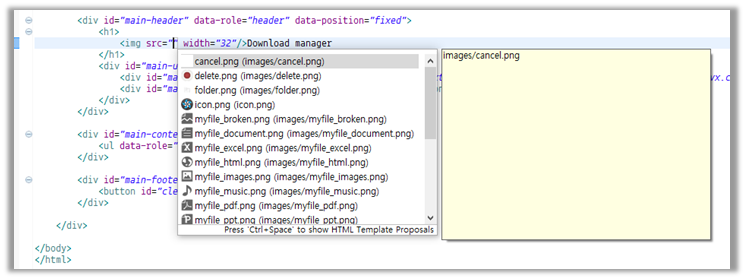 <div id="main-header" data-role="header" data-position="fixed">
<h1>
<img src="" width="32"/>Download manager
</h1>
<div id="main-u
<div id="ma
<div id="ma
</div>
</div>
<div id="main-conte
<ul data-role="
</div>
<div id="main-foote
<button id="cle
</div>
</div>
</body>
</html>
cancel.png (images/cancel.png)
delete.png (images/delete.png)
folder.png (images/folder.png)
icon.png (icon.png)
myfile_broken.png (images/myfile_broken.png)
myfile_document.png (images/myfile_document.png)
myfile_excel.png (images/myfile_excel.png)
myfile_html.png (images/myfile_html.png)
myfile_images.png (images/myfile_images.png)
myfile_music.png (images/myfile_music.png)
myfile_pdf.png (images/myfile_pdf.png)
myfile_ppt.png (images/myfile_ppt.png)
Press 'Ctrl+Space' to show HTML Template Proposals
images/cancel.png